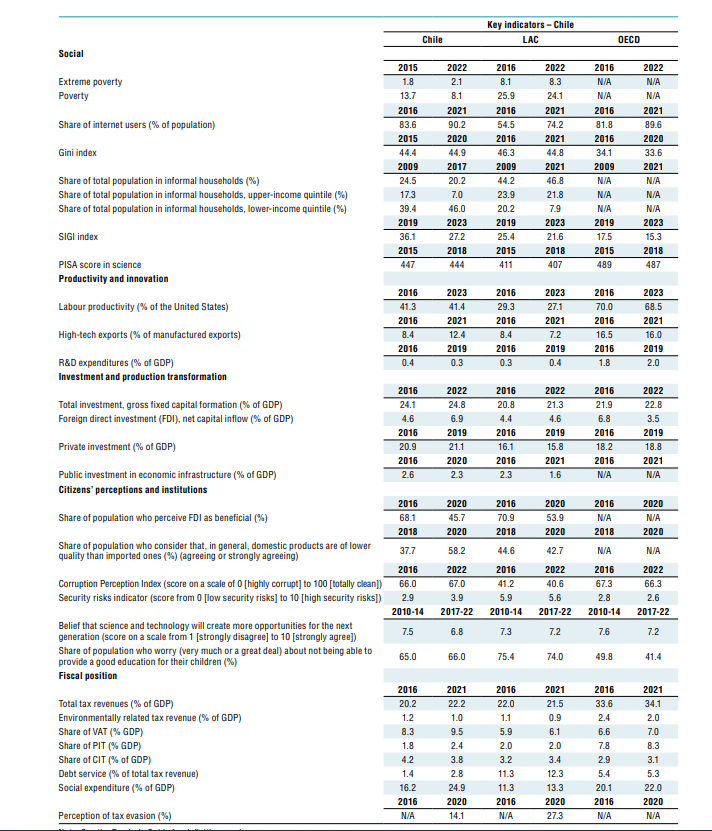 Key indicators – Chile
Chile LAC OECD
Social
2015 2022 2016 2022 2016 2022
Extreme poverty 1.8 2.1 8.1 8.3 N/A N/A
Poverty 13.7 8.1 25.9 24.1 N/A N/A
2016 2021 2016 2021 2016 2021
Share of internet users (% of population) 83.6 90.2 54.5 74.2 81.8 89.6
2015 2020 2016 2021 2016 2020
Gini index 44.4 44.9 46.3 44.8 34.1 33.6
2009 2017 2009 2021 2009 2021
Share of total population in informal households (%) 24.5 20.2 44.2 46.8 N/A N/A
Share of total population in informal households, upper-income quintile (%) 17.3 7.0 23.9 21.8 N/A N/A
Share of total population in informal households, lower-income quintile (%) 39.4 46.0 20.2 7.9 N/A N/A
2019 2023 2019 2023 2019 2023
SIGI index 36.1 27.2 25.4 21.6 17.5 15.3
2015 2018 2015 2018 2015 2018
PISA score in science 447 444 411 407 489 487
Productivity and innovation
2016 2023 2016 2023 2016 2023
Labour productivity (% of the United States) 41.3 41.4 29.3 27.1 70.0 68.5
2016 2021 2016 2021 2016 2021
High-tech exports (% of manufactured exports) 8.4 12.4 8.4 7.2 16.5 16.0
2016 2019 2016 2019 2016 2019
R&D expenditures (% of GDP) 0.4 0.3 0.3 0.4 1.8 2.0
Investment and production transformation
2016 2022 2016 2022 2016 2022
Total investment, gross fixed capital formation (% of GDP) 24.1 24.8 20.8 21.3 21.9 22.8
Foreign direct investment (FDI), net capital inflow (% of GDP) 4.6 6.9 4.4 4.6 6.8 3.5
2016 2019 2016 2019 2016 2019
Private investment (% of GDP) 20.9 21.1 16.1 15.8 18.2 18.8
2016 2020 2016 2021 2016 2021
Public investment in economic infrastructure (% of GDP) 2.6 2.3 2.3 1.6 N/A N/A
Citizens' perceptions and institutions
2016 2020 2016 2020 2016 2020
Share of population who perceive FDI as beneficial (%) 68.1 45.7 70.9 53.9 N/A N/A
2018 2020 2018 2020 2018 2020
Share of population who consider that, in general, domestic products are of lower
quality than imported ones (%) (agreeing or strongly agreeing) 37.7 58.2 44.6 42.7 N/A N/A
2016 2022 2016 2022 2016 2022
Corruption Perception Index (score on a scale of 0 [highly corrupt] to 100 [totally clean]) 66.0 67.0 41.2 40.6 67.3 66.3
Security risks indicator (score from 0 [low security risks] to 10 [high security risks]) 2.9 3.9 5.9 5.6 2.8 2.6
2010-14 2017-22 2010-14 2017-22 2010-14 2017-22
Belief that science and technology will create more opportunities for the next
generation (score on a scale from 1 [strongly disagree] to 10 [strongly agree]) 7.5 6.8 7.3 7.2 7.6 7.2
Share of population who worry (very much or a great deal) about not being able to
provide a good education for their children (%) 65.0 66.0 75.4 74.0 49.8 41.4
Fiscal position
2016 2021 2016 2021 2016 2021
Total tax revenues (% of GDP) 20.2 22.2 22.0 21.5 33.6 34.1
Environmentally related tax revenue (% of GDP) 1.2 1.0 1.1 0.9 2.4 2.0
Share of VAT (% GDP) 8.3 9.5 5.9 6.1 6.6 7.0
Share of PIT (% GDP) 1.8 2.4 2.0 2.0 7.8 8.3
Share of CIT (% of GDP) 4.2 3.8 3.2 3.4 2.9 3.1
Debt service (% of total tax revenue) 1.4 2.8 11.3 12.3 5.4 5.3
Social expenditure (% of GDP) 16.2 24.9 11.3 13.3 20.1 22.0
2016 2020 2016 2020 2016 2020
Perception of tax evasion (%) N/A 14.1 N/A 27.3 N/A N/A